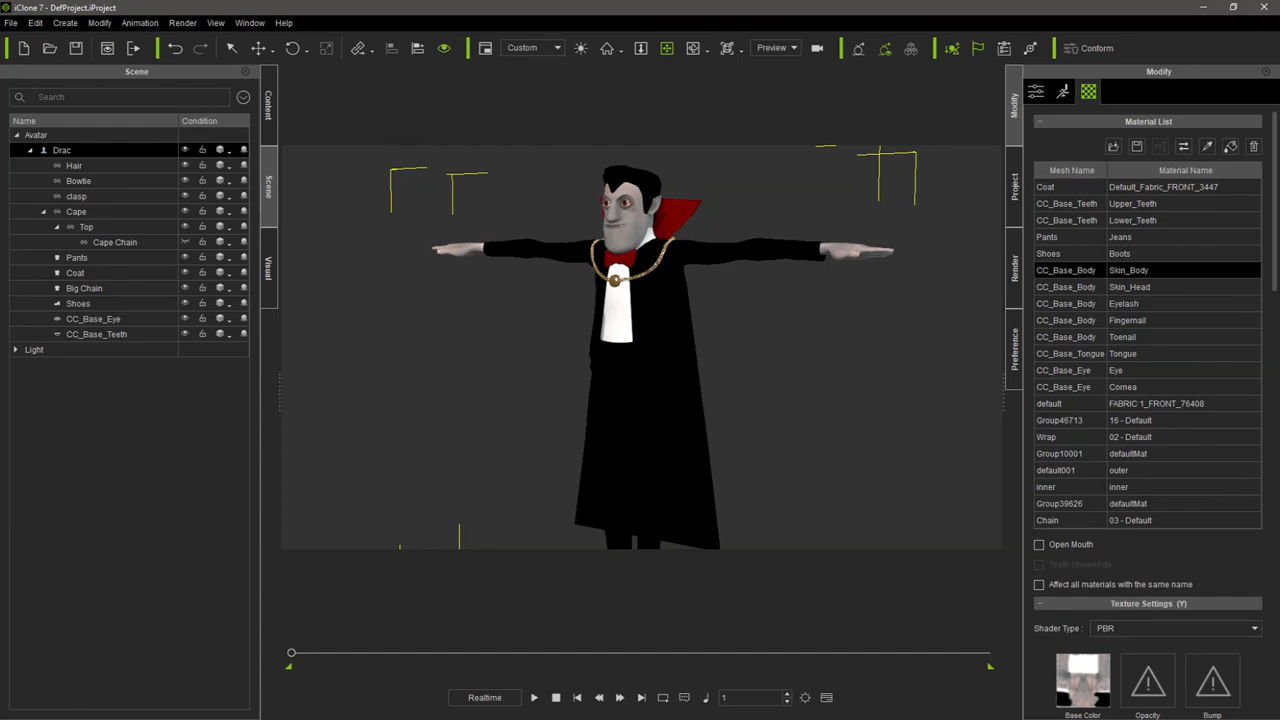 iClone 7 - DefProject.iProject
File Edit Create Modify Animation Render View Window Help
Custom Preview Conform
Scene
Search
Name Condition
Avatar
Drac
Hair
Bowtie
clasp
Cape
Top
Cape Chain
Pants
Coat
Big Chain
Shoes
CC_Base_Eye
CC_Base_Teeth
Light
Content
Scene
Visual
Modify
Project
Render
Preference
Modify
Material List
Mesh Name Material Name
Coat Default_Fabric_FRONT_3447
CC_Base_Teeth Upper_Teeth
CC_Base_Teeth Lower_Teeth
Pants Jeans
Shoes Boots
CC_Base_Body Skin_Body
CC_Base_Body Skin_Head
CC_Base_Body Eyelash
CC_Base_Body Fingernail
CC_Base_Body Toenail
CC_Base_Tongue Tongue
CC_Base_Eye Eye
CC_Base_Eye Cornea
default FABRIC 1_FRONT_76408
Group46713 16 - Default
Wrap 02 - Default
Group10001 defaultMat
default001 outer
inner inner
Group39626 defaultMat
Chain 03 - Default
Open Mouth
Teeth Show/Hide
Affect all materials with the same name
Texture Settings (Y)
Shader Type : PBR
Base Color Opacity Bump
Realtime 1